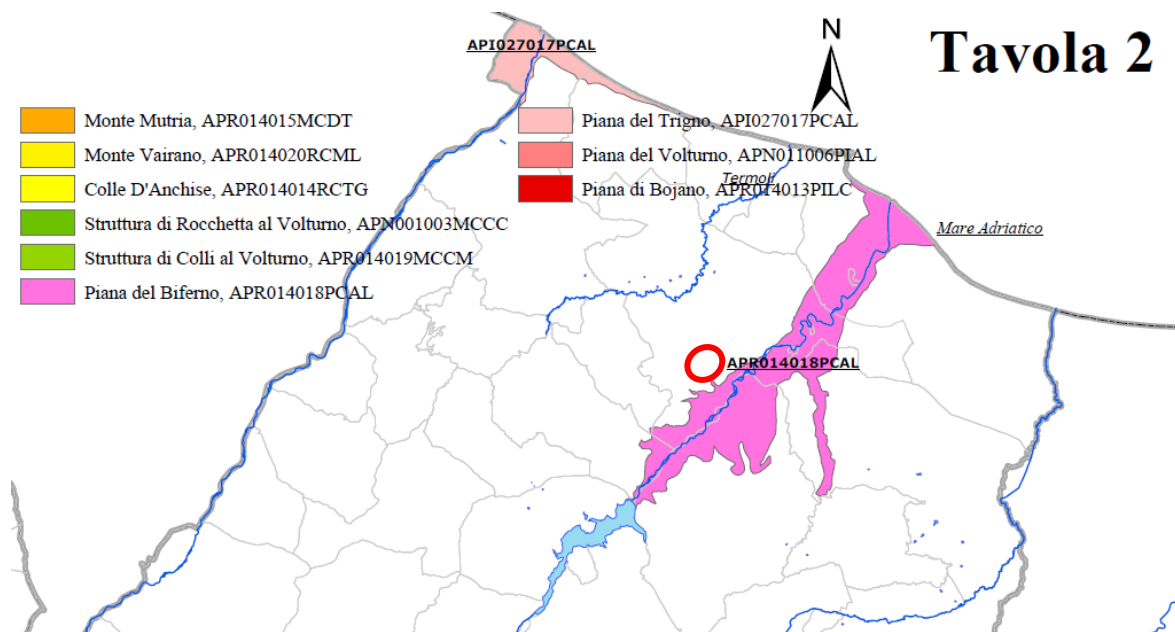 Tavola 2
N
API027017PCAL
Monte Mutria, APR014015MCDT
Monte Vairano, APR014020RCML
Colle D'Anchise, APR014014RCTG
Struttura di Rocchetta al Volturno, APN001003MCCC
Struttura di Colli al Volturno, APR014019MCCM
Piana del Biferno, APR014018PCAL
Piana del Trigno, API027017PCAL
Piana del Volturno, APN011006PIAL
Piana di Bojano, APR014013PILC
Termoli
Mare Adriatico
APR014018PCAL